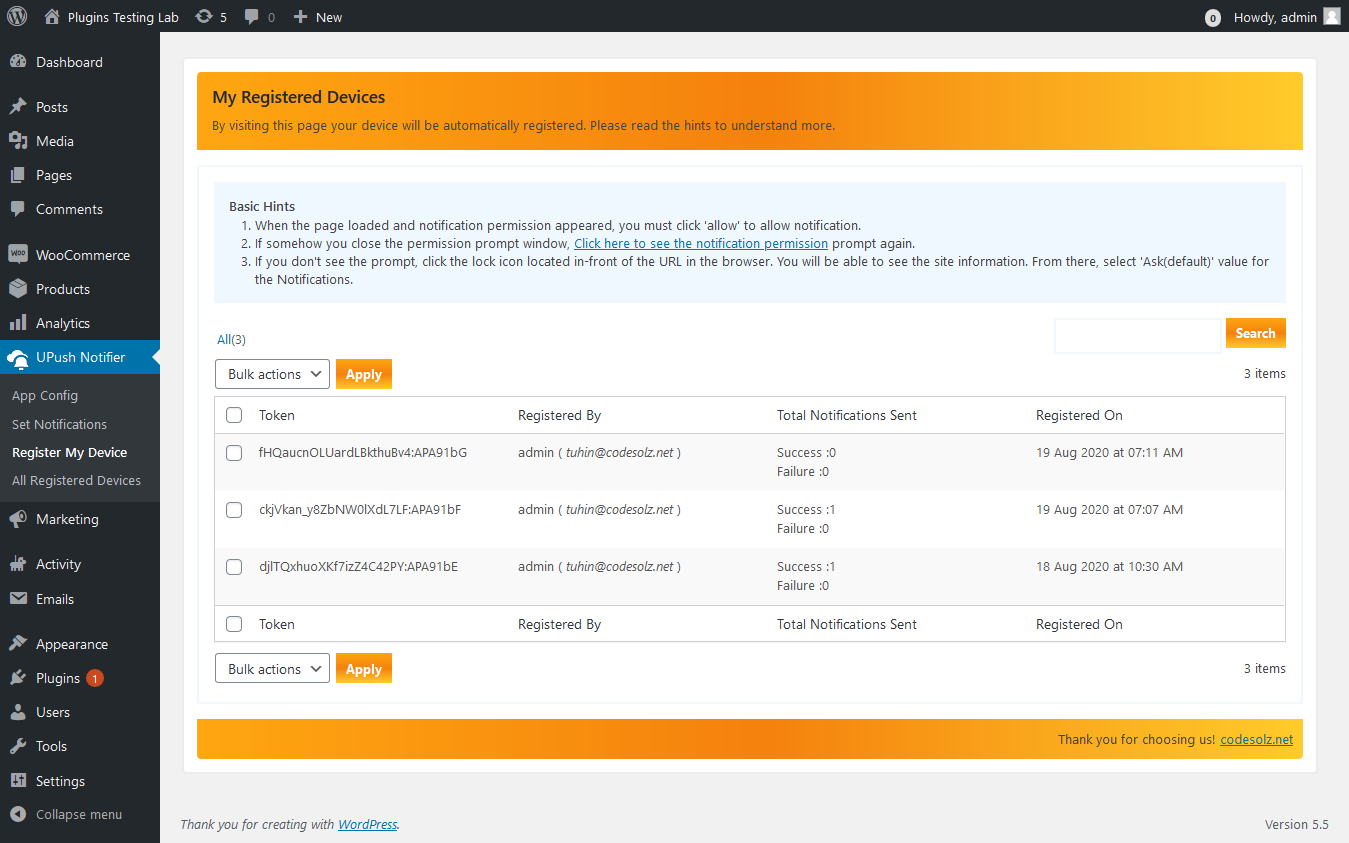 Plugins Testing Lab 5 0 New 0 Howdy, admin
Dashboard
Posts
Media
Pages
Comments
WooCommerce
Products
Analytics
UPush Notifier
App Config
Set Notifications
Register My Device
All Registered Devices
Marketing
Activity
Emails
Appearance
Plugins 1
Users
Tools
Settings
Collapse menu
My Registered Devices
By visiting this page your device will be automatically registered. Please read the hints to understand more.
Basic Hints
1. When the page loaded and notification permission appeared, you must click 'allow' to allow notification.
2. If somehow you close the permission prompt window, Click here to see the notification permission prompt again.
3. If you don't see the prompt, click the lock icon located in-front of the URL in the browser. You will be able to see the site information. From there, select 'Ask(default)' value for
the Notifications.
All(3) Search
Bulk actions Apply 3 items
Token Registered By Total Notifications Sent Registered On
fHQaucnOLUardLBkthuBv4:APA91bG admin ( tuhin@codesolz.net ) Success :0 19 Aug 2020 at 07:11 AM
Failure :0
ckjVkan_y8ZbNW0lXdL7LF:APA91bF admin ( tuhin@codesolz.net ) Success :1 19 Aug 2020 at 07:07 AM
Failure :0
djlTQxhuoXKf7izZ4C42PY:APA91bE admin ( tuhin@codesolz.net ) Success :1 18 Aug 2020 at 10:30 AM
Failure :0
Token Registered By Total Notifications Sent Registered On
Bulk actions Apply 3 items
Thank you for choosing us! codesolz.net
Thank you for creating with WordPress. Version 5.5